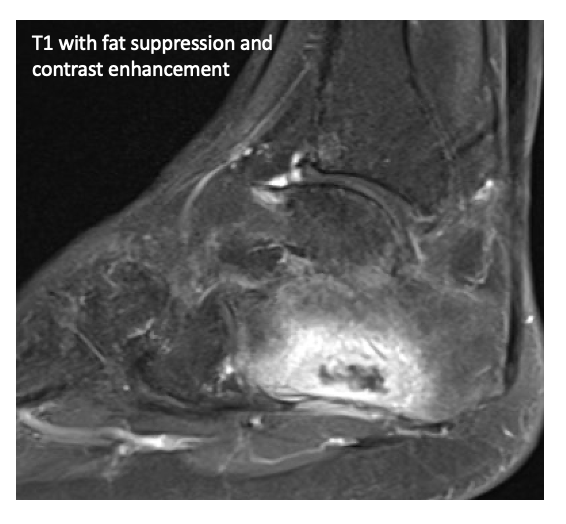 T1 with fat suppression and
contrast enhancement